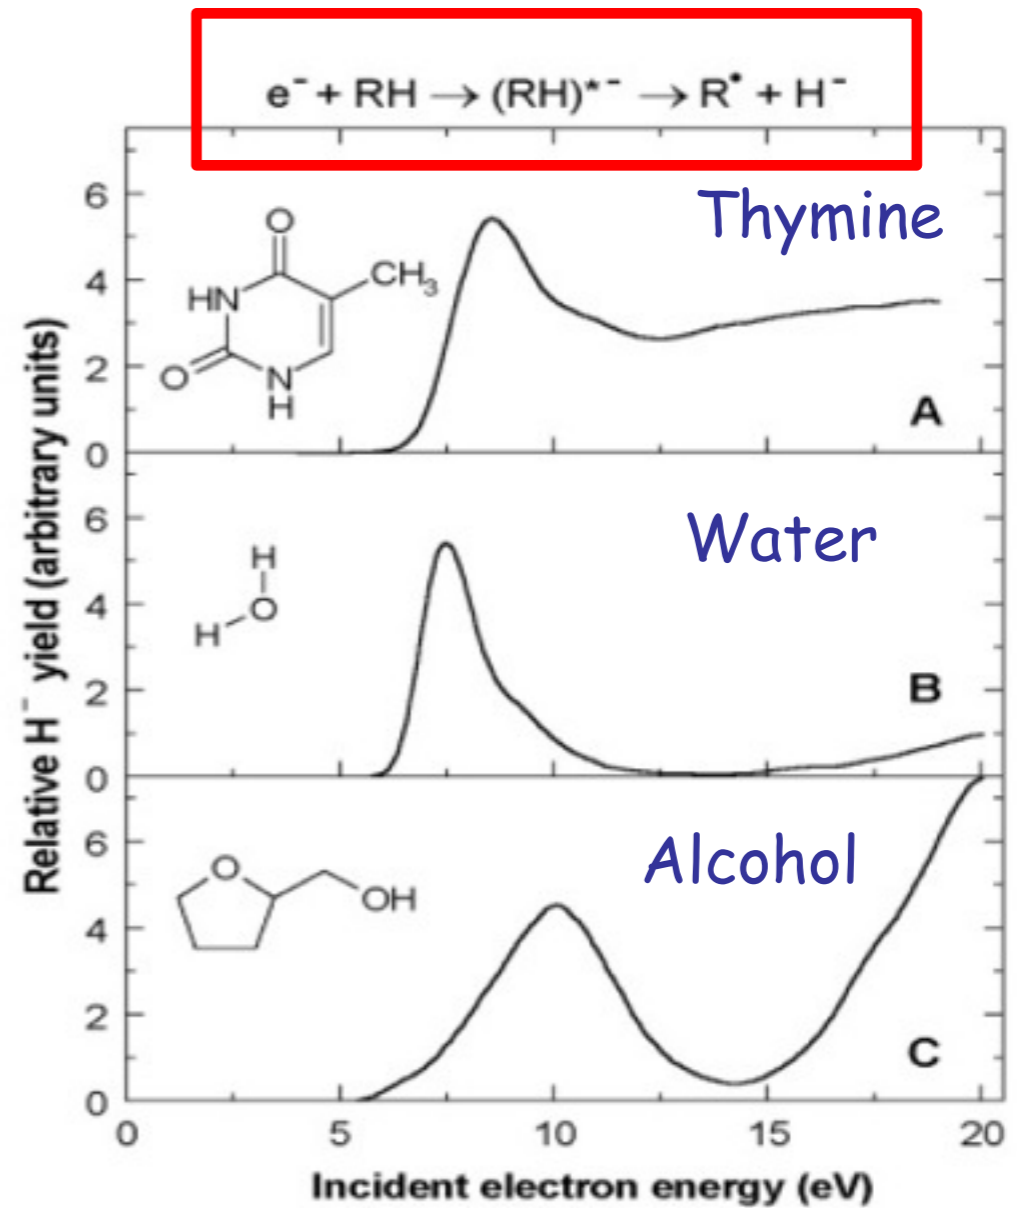 e⁻ + RH → (RH)*⁻ → R• + H⁻
Thymine
6
4
2
0
O
CH₃
HN
O
N
H
A
Water
6
4
2
0
H
O
H
B
Alcohol
6
4
2
0
O
OH
C
0 5 10 15 20
Incident electron energy (eV)
Relative H⁻ yield (arbitrary units)